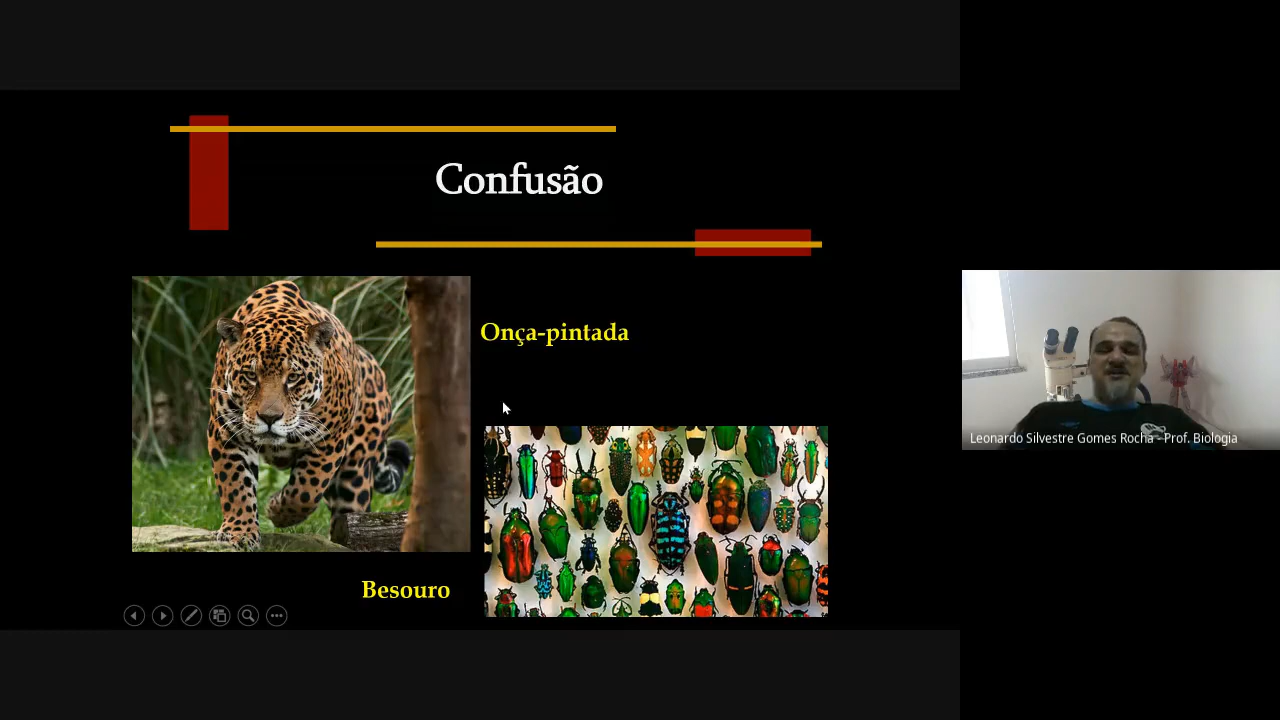 Confusão
Onça-pintada
Besouro
Leonardo Silvestre Gomes Rocha - Prof. Biologia